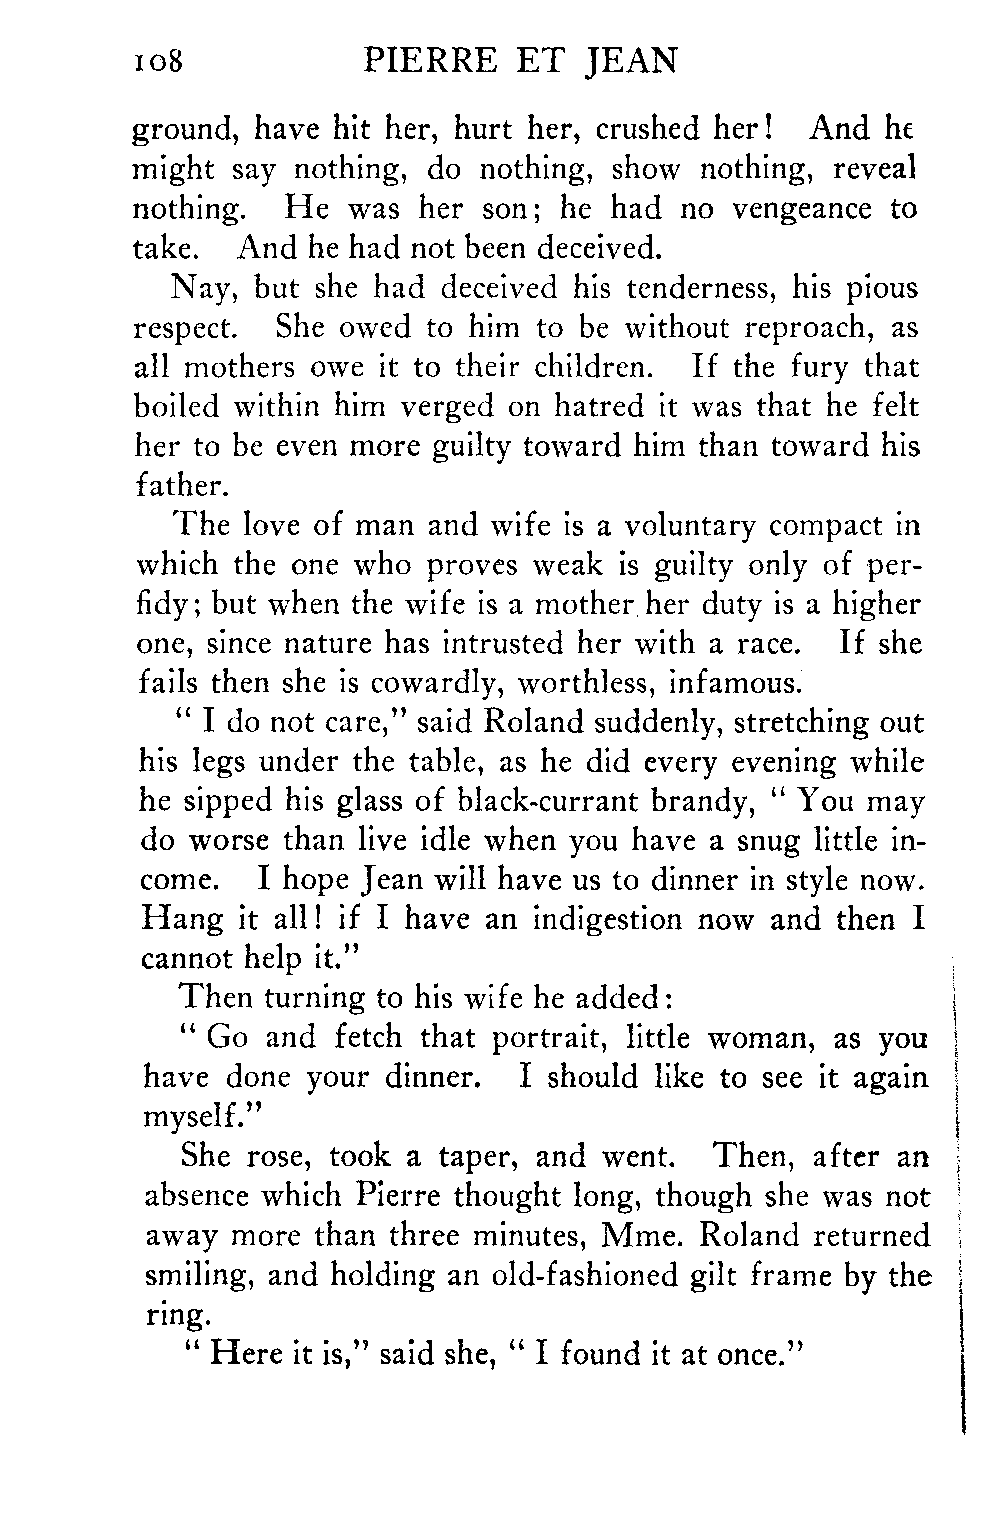 108 PIERRE ET JEAN
ground, have hit her, hurt her, crushed her! And he
might say nothing, do nothing, show nothing, reveal
nothing. He was her son; he had no vengeance to
take. And he had not been deceived.
Nay, but she had deceived his tenderness, his pious
respect. She owed to him to be without reproach, as
all mothers owe it to their children. If the fury that
boiled within him verged on hatred it was that he felt
her to be even more guilty toward him than toward his
father.
The love of man and wife is a voluntary compact in
which the one who proves weak is guilty only of per-
fidy; but when the wife is a mother her duty is a higher
one, since nature has intrusted her with a race. If she
fails then she is cowardly, worthless, infamous.
“ I do not care,” said Roland suddenly, stretching out
his legs under the table, as he did every evening while
he sipped his glass of black-currant brandy, “ You may
do worse than live idle when you have a snug little in-
come. I hope Jean will have us to dinner in style now.
Hang it all! if I have an indigestion now and then I
cannot help it.”
Then turning to his wife he added:
“ Go and fetch that portrait, little woman, as you
have done your dinner. I should like to see it again
myself.”
She rose, took a taper, and went. Then, after an
absence which Pierre thought long, though she was not
away more than three minutes, Mme. Roland returned
smiling, and holding an old-fashioned gilt frame by the
ring.
“ Here it is,” said she, “ I found it at once.”